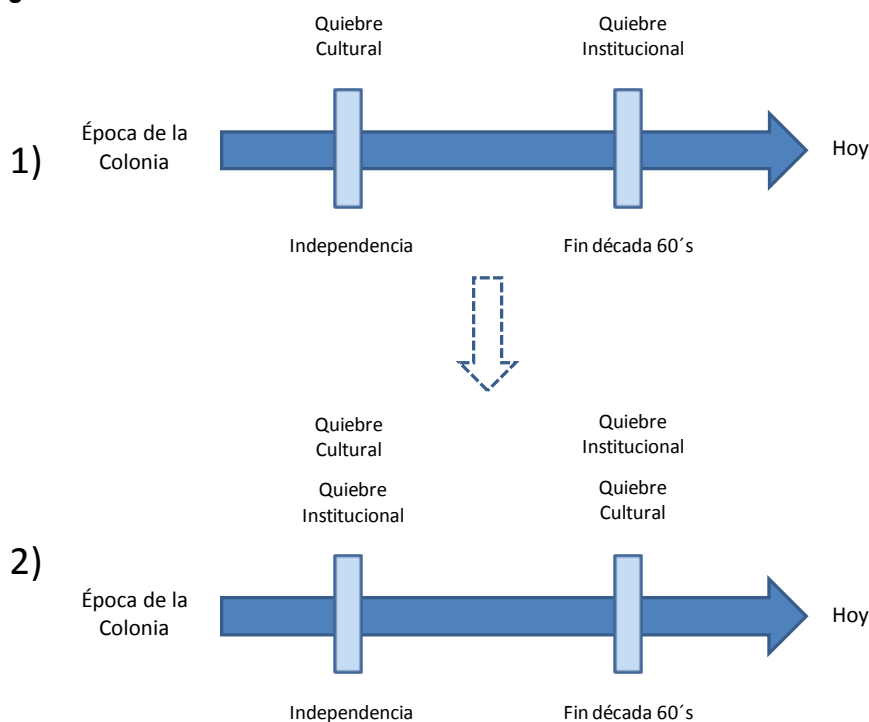 Quiebre
Cultural
Quiebre
Institucional
1)
Época de la
Colonia
Hoy
Independencia
Fin década 60´s
Quiebre
Cultural
Quiebre
Institucional
Quiebre
Institucional
Quiebre
Cultural
2)
Época de la
Colonia
Hoy
Independencia
Fin década 60´s